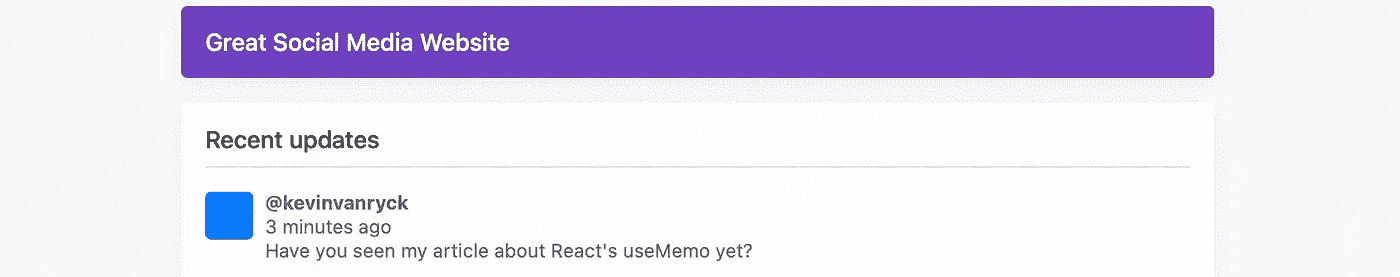 Great Social Media Website
Recent updates
@kevinvanryck
3 minutes ago
Have you seen my article about React's useMemo yet?